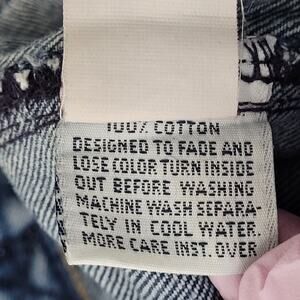 100% COTTON
DESIGNED TO FADE AND
LOSE COLOR TURN INSIDE
OUT BEFORE WASHING
MACHINE WASH SEPARA-
TELY IN COOL WATER.
MORE CARE INST. OVER